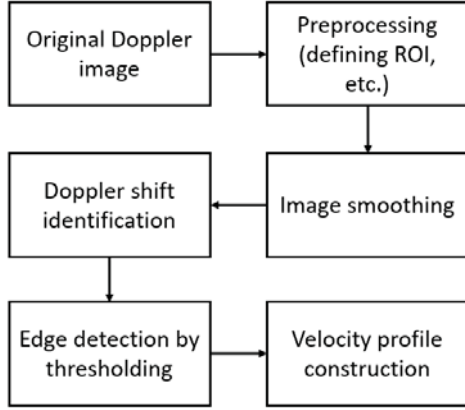 Original Doppler
image
Preprocessing
(defining ROI,
etc.)
Image smoothing
Doppler shift
identification
Edge detection by
thresholding
Velocity profile
construction